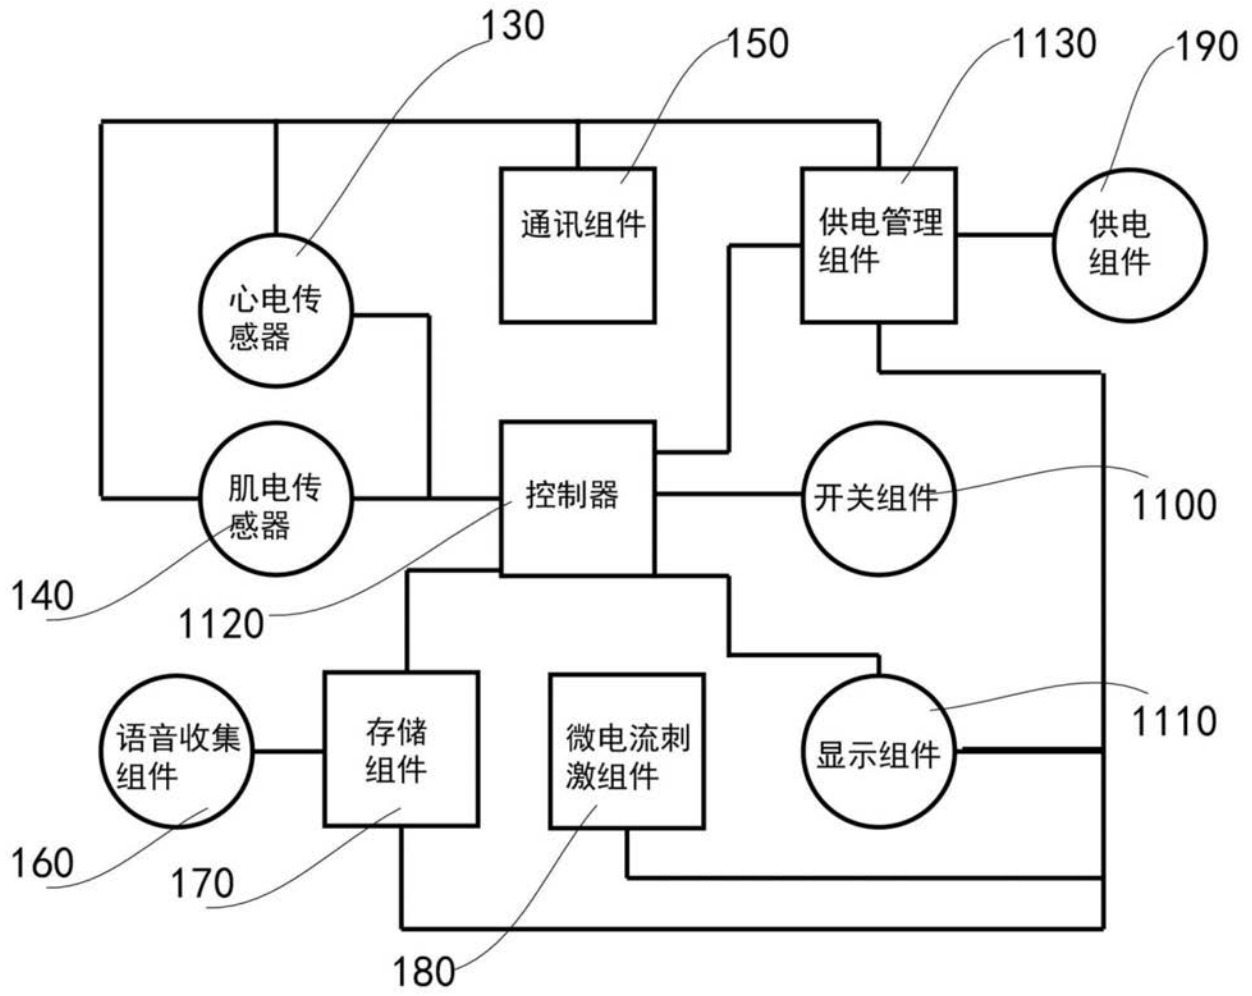 130
150
1130
190
通讯组件
供电管理
组件
供电
组件
心电传
感器
肌电传
感器
控制器
开关组件
1100
140
1120
语音收集
组件
存储
组件
微电流刺
激组件
显示组件
1110
160
170
180